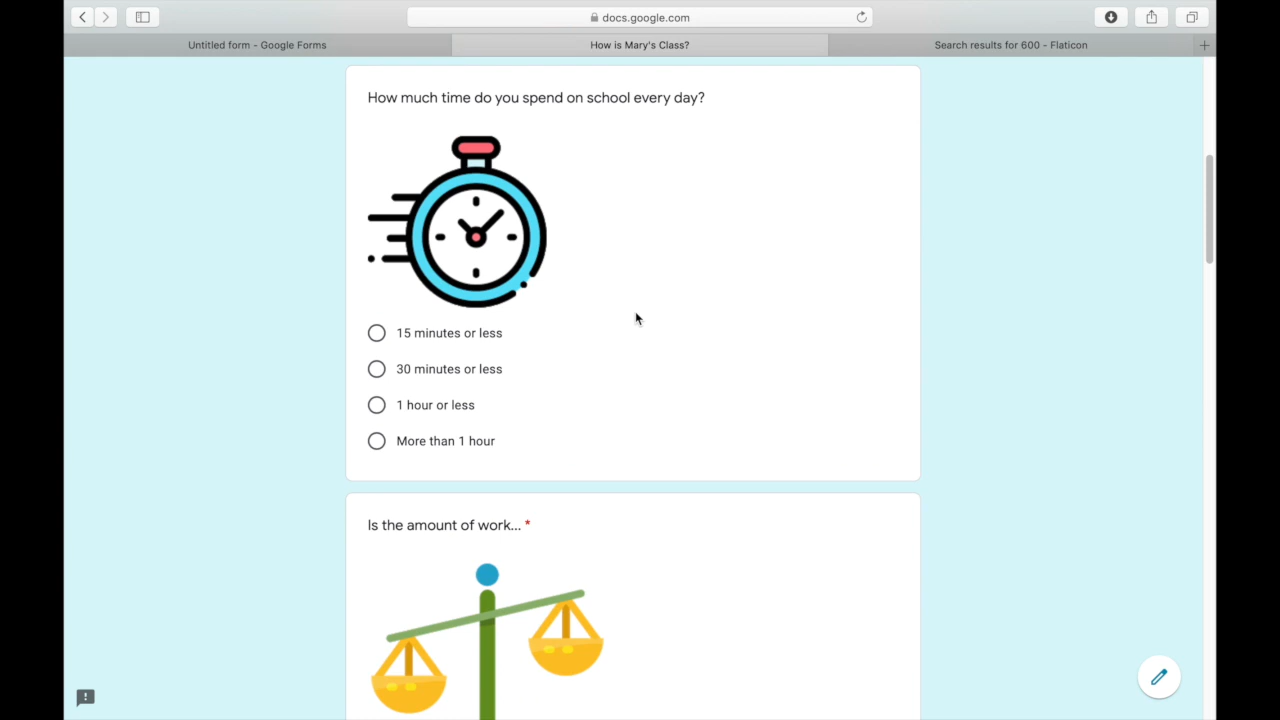 docs.google.com
Untitled form - Google Forms
How is Mary's Class?
Search results for 600 - Flaticon
How much time do you spend on school every day?
15 minutes or less
30 minutes or less
1 hour or less
More than 1 hour
Is the amount of work... *